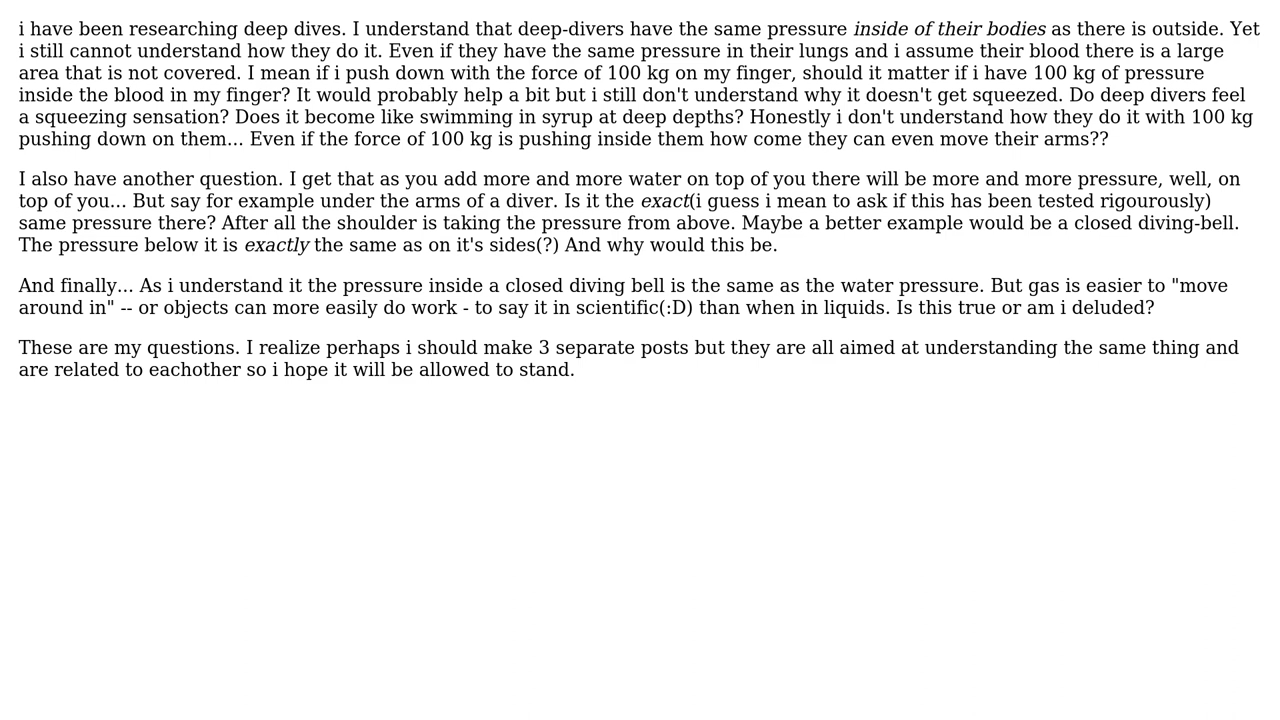 i have been researching deep dives. I understand that deep-divers have the same pressure inside of their bodies as there is outside. Yet
i still cannot understand how they do it. Even if they have the same pressure in their lungs and i assume their blood there is a large
area that is not covered. I mean if i push down with the force of 100 kg on my finger, should it matter if i have 100 kg of pressure
inside the blood in my finger? It would probably help a bit but i still don't understand why it doesn't get squeezed. Do deep divers feel
a squeezing sensation? Does it become like swimming in syrup at deep depths? Honestly i don't understand how they do it with 100 kg
pushing down on them... Even if the force of 100 kg is pushing inside them how come they can even move their arms??
I also have another question. I get that as you add more and more water on top of you there will be more and more pressure, well, on
top of you... But say for example under the arms of a diver. Is it the exact(i guess i mean to ask if this has been tested rigourously)
same pressure there? After all the shoulder is taking the pressure from above. Maybe a better example would be a closed diving-bell.
The pressure below it is exactly the same as on it's sides(?) And why would this be.
And finally... As i understand it the pressure inside a closed diving bell is the same as the water pressure. But gas is easier to "move
around in" -- or objects can more easily do work - to say it in scientific(:D) than when in liquids. Is this true or am i deluded?
These are my questions. I realize perhaps i should make 3 separate posts but they are all aimed at understanding the same thing and
are related to eachother so i hope it will be allowed to stand.